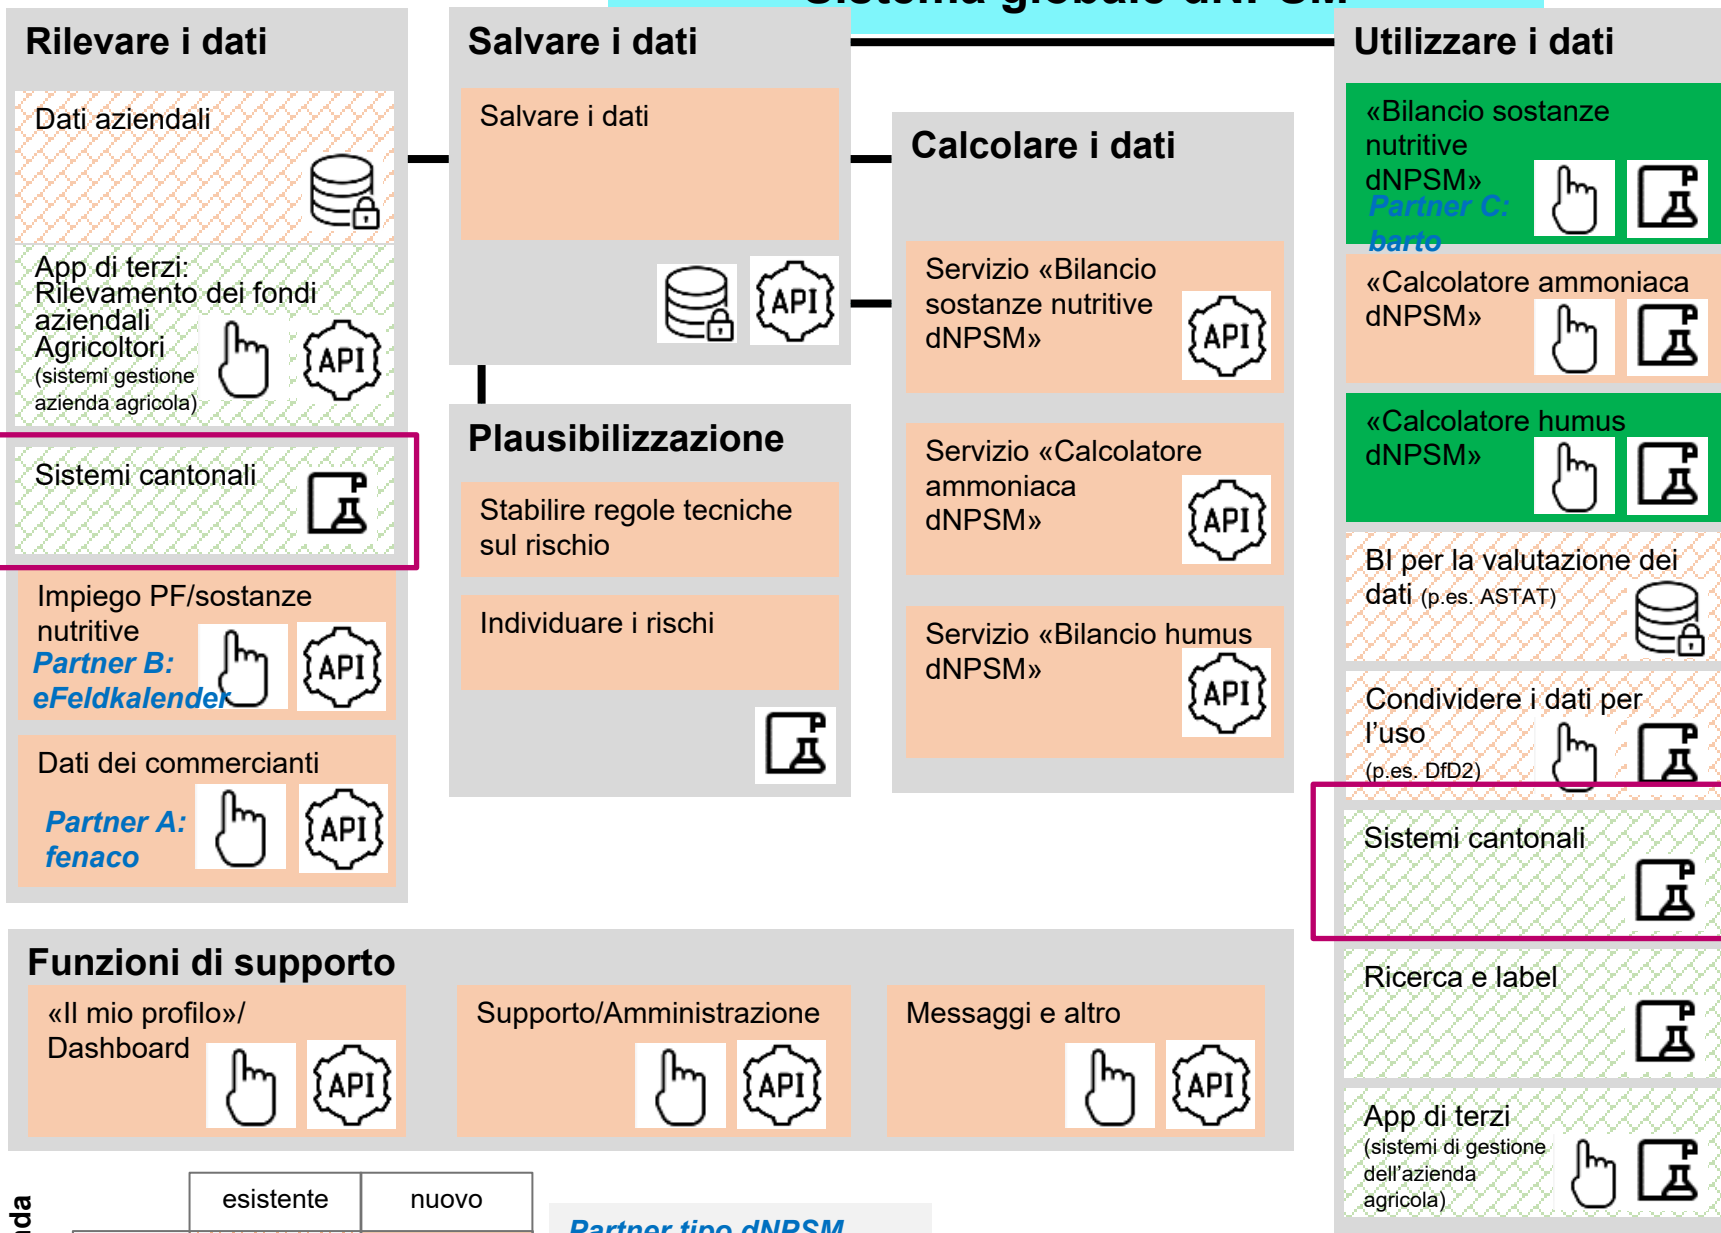 Sistema globale dNPSM
Rilevare i dati
Dati aziendali
App di terzi:
Rilevamento dei fondi
aziendali
Agricoltori
(sistemi gestione
azienda agricola)
API
Sistemi cantonali
Impiego PF/sostanze
nutritive
Partner B:
eFeldkalender
API
Dati dei commercianti
Partner A:
fenaco
API
Salvare i dati
Salvare i dati
API
Plausibilizzazione
Stabilire regole tecniche
sul rischio
Individuare i rischi
Calcolare i dati
Servizio «Bilancio
sostanze nutritive
dNPSM»
API
Servizio «Calcolatore
ammoniaca
dNPSM»
API
Servizio «Bilancio humus
dNPSM»
API
Utilizzare i dati
«Bilancio sostanze
nutritive
dNPSM»
Partner C:
barto
«Calcolatore ammoniaca
dNPSM»
«Calcolatore humus
dNPSM»
BI per la valutazione dei
dati (p.es. ASTAT)
Condividere i dati per
l’uso
(p.es. DfD2)
Sistemi cantonali
Ricerca e label
App di terzi
(sistemi di gestione
dell’azienda
agricola)
Funzioni di supporto
«Il mio profilo»/
Dashboard
API
Supporto/Amministrazione
API
Messaggi e altro
API
esistente
nuovo
Partner tipo dNPSM